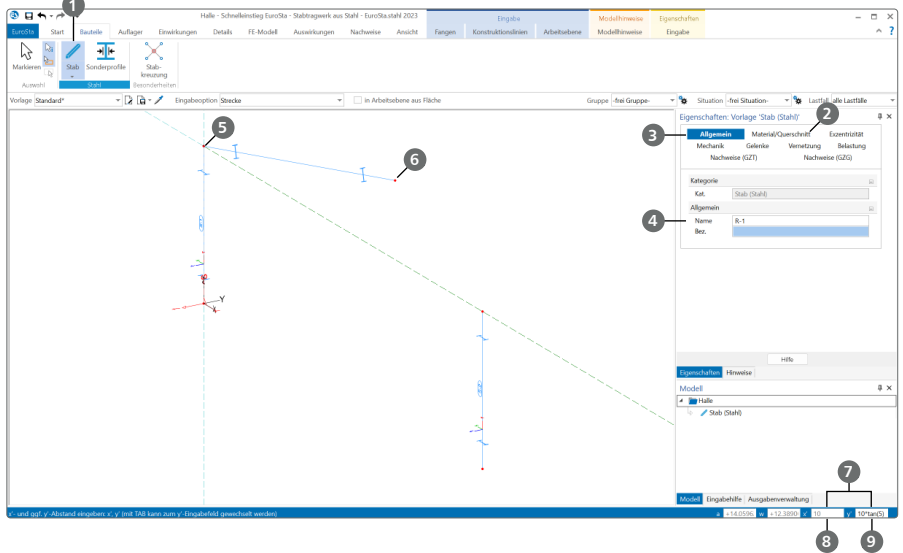 1
Halle - Schnelleinstieg EuroSta - Stabtragwerk aus Stahl - EuroSta.stahl 2023
Eingabe
Modellhinweise
Eigenschaften
EuroSta Start Bauteile Auflager Einwirkungen Details FE-Modell Auswirkungen Nachweise Ansicht Fangen Konstruktionslinien Arbeitsebene Modellhinweise Eingabe
Markieren
Stab
Sonderprofile
Stab-
kreuzung
Auswahl
Stahl
Besonderheiten
Vorlage Standard* Eingabeoption Strecke in Arbeitsebene aus Fläche Gruppe -frei Gruppe- Situation -frei Situation- Lastfall alle Lastfälle
Eigenschaften: Vorlage 'Stab (Stahl)'
2
3
Allgemein Material/Querschnitt Exzentrizität
Mechanik Gelenke Vernetzung Belastung
Nachweise (GZT) Nachweise (GZG)
Kategorie
Kat. Stab (Stahl)
Allgemein
4
Name R-1
Bez.
5
6
Y
Hilfe
Eigenschaften Hinweise
Modell
Halle
Stab (Stahl)
7
Modell Eingabehilfe Ausgabenverwaltung
x'- und ggf. y'-Abstand eingeben: x', y' (mit TAB kann zum y'-Eingabefeld gewechselt werden)
a +14.0596 w +12.3890 x' 10 y' 10*tan(5)
8
9